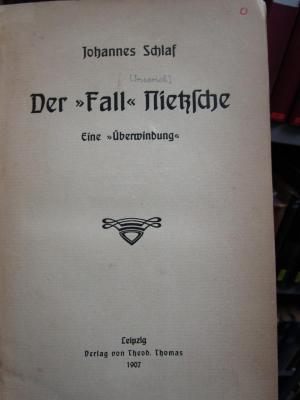 Johannes Schlaf
Der »Fall« Nietzsche
Eine »Überwindung«
Leipzig
Verlag von Theod. Thomas
1907